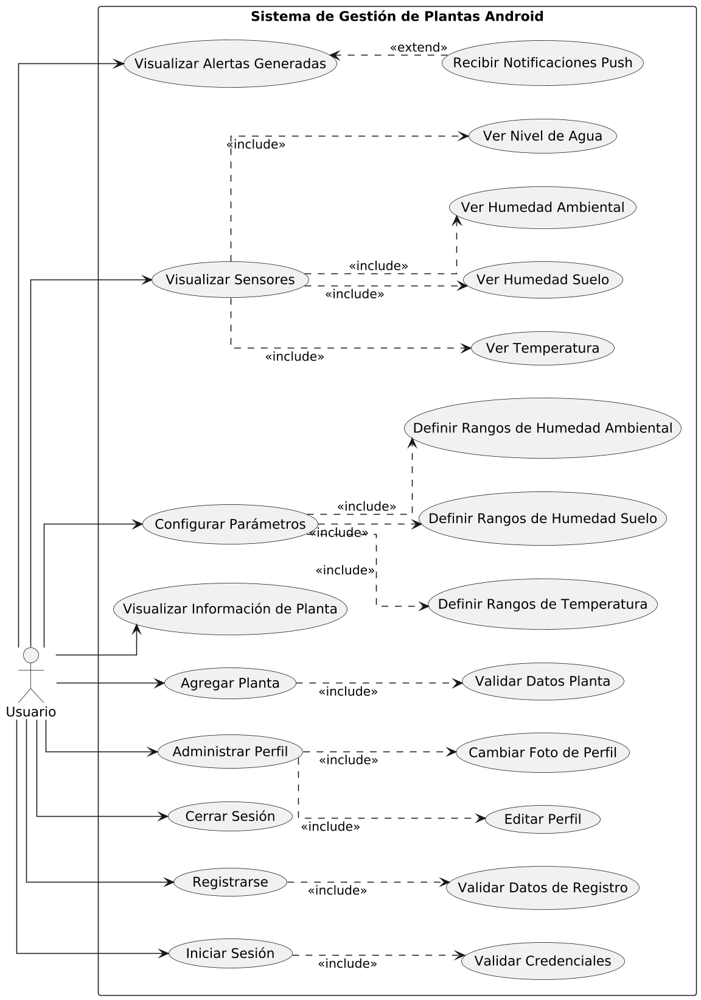 Sistema de Gestión de Plantas Android
Visualizar Alertas Generadas
«extend»
Recibir Notificaciones Push
Ver Nivel de Agua
«include»
Ver Humedad Ambiental
«include»
Visualizar Sensores
Ver Humedad Suelo
«include»
Ver Temperatura
«include»
Definir Rangos de Humedad Ambiental
«include»
Configurar Parámetros
Definir Rangos de Humedad Suelo
«include»
«include»
Definir Rangos de Temperatura
Visualizar Información de Planta
Agregar Planta
«include»
Validar Datos Planta
Usuario
Administrar Perfil
«include»
Cambiar Foto de Perfil
Cerrar Sesión
«include»
Editar Perfil
Registrarse
«include»
Validar Datos de Registro
Iniciar Sesión
«include»
Validar Credenciales